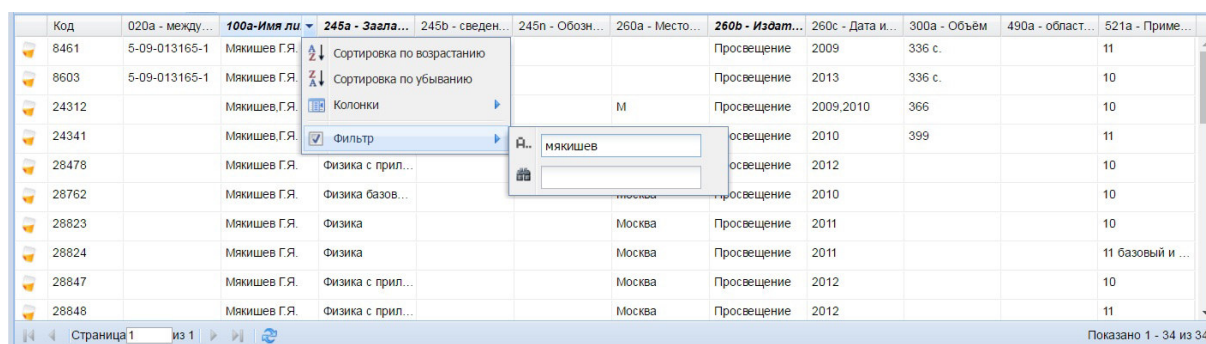 Код 020a - между... 100a-Имя ли 245a - Загла... 245b - сведен... 245n - Обозн... 260a - Место... 260b - Издат... 260c - Дата и... 300a - Объём 490a - област... 521a - Приме...
8461 5-09-013165-1 Мякишев Г.Я. Просвещение 2009 336 с. 11
Сортировка по возрастанию
8603 5-09-013165-1 Мякишев Г.Я. Просвещение 2013 336 с. 10
Сортировка по убыванию
24312 Мякишев,Г.Я. М Просвещение 2009,2010 366 10
Колонки
24341 Мякишев,Г.Я. освещение 2010 399 11
Фильтр
мякишев
28478 Мякишев Г.Я. Физика с прил... освещение 2012 10
28762 Мякишев Г.Я. Физика базов... Москва Просвещение 2010 10
28823 Мякишев Г.Я. Физика Москва Просвещение 2011 10
28824 Мякишев Г.Я. Физика Москва Просвещение 2011 11 базовый и ...
28847 Мякишев Г.Я. Физика с прил... Москва Просвещение 2012 10
28848 Мякишев Г.Я. Физика с прил... Москва Просвещение 2012 11
Страница 1 из 1 Показано 1 - 34 из 34